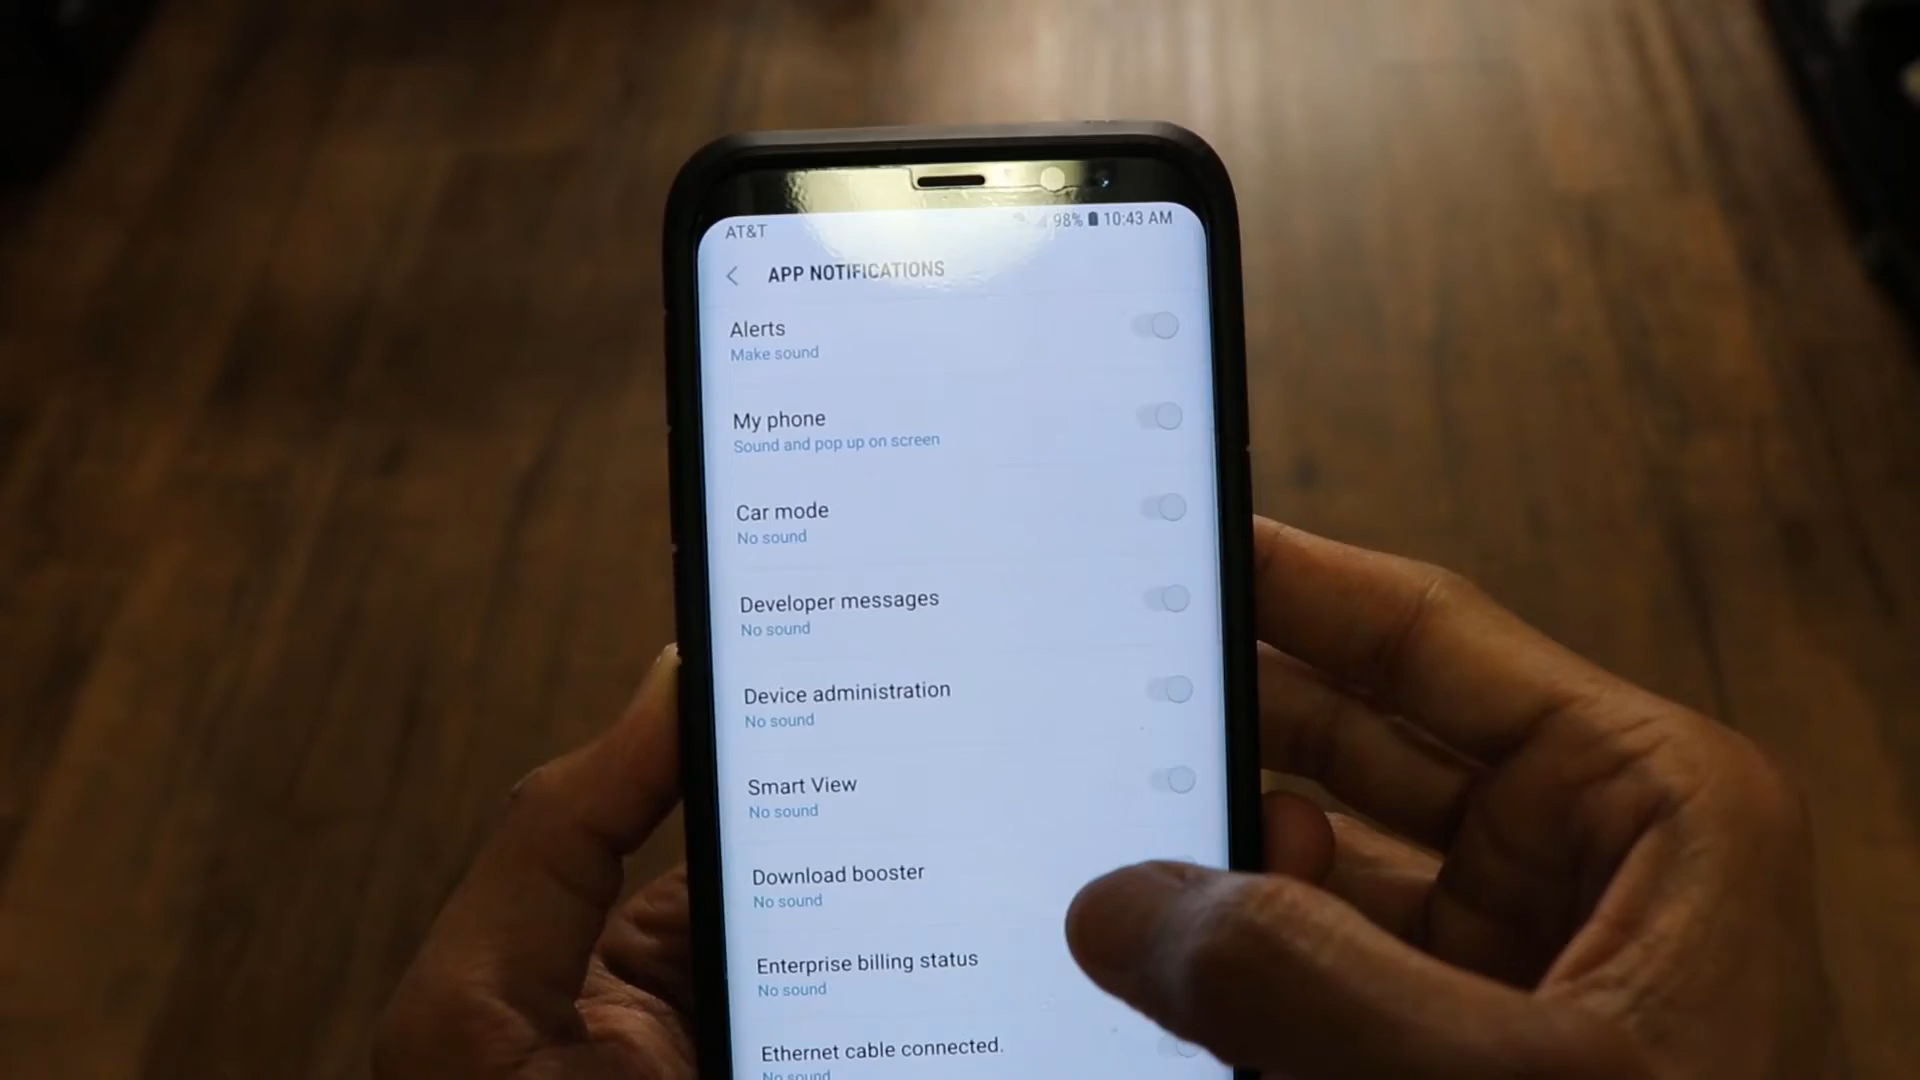 AT&T
98% 10:43 AM
APP NOTIFICATIONS
Alerts
Make sound
My phone
Sound and pop up on screen
Car mode
No sound
Developer messages
No sound
Device administration
No sound
Smart View
No sound
Download booster
No sound
Enterprise billing status
No sound
Ethernet cable connected.
No sound